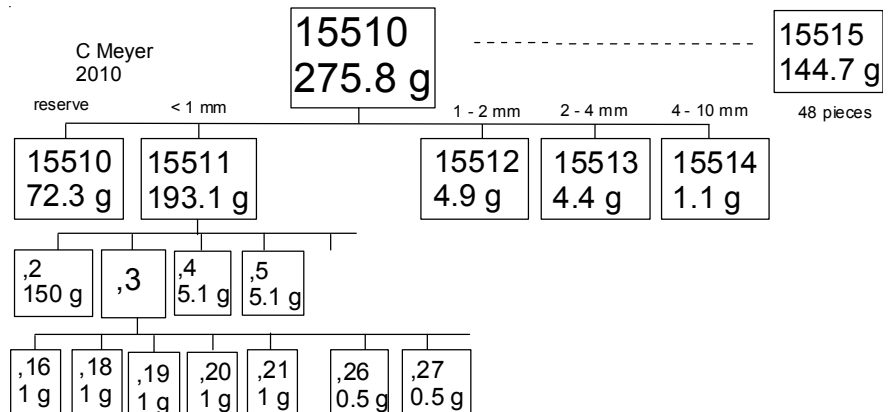 C Meyer
2010
15510
275.8 g
15515
144.7 g
reserve
< 1 mm
1 - 2 mm
2 - 4 mm
4 - 10 mm
48 pieces
15510
72.3 g
15511
193.1 g
15512
4.9 g
15513
4.4 g
15514
1.1 g
,2
150 g
,3
,4
5.1 g
,5
5.1 g
,16
1 g
,18
1 g
,19
1 g
,20
1 g
,21
1 g
,26
0.5 g
,27
0.5 g